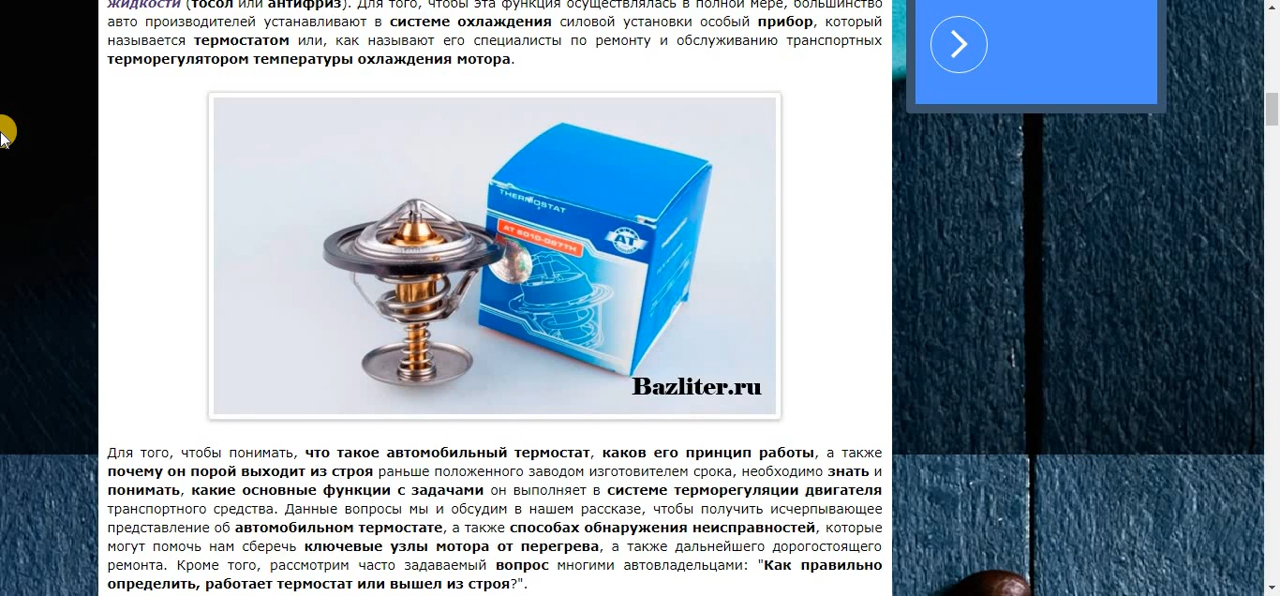 жидкости (тосол или антифриз). Для того, чтобы эта функция осуществлялась в полной мере, большинство
авто производителей устанавливают в системе охлаждения силовой установки особый прибор, который
называется термостатом или, как называют его специалисты по ремонту и обслуживанию транспортных
терморегулятором температуры охлаждения мотора.
THERMOSTAT
AT 5010-087TH
AT
Bazliter.ru
Для того, чтобы понимать, что такое автомобильный термостат, каков его принцип работы, а также
почему он порой выходит из строя раньше положенного заводом изготовителем срока, необходимо знать и
понимать, какие основные функции с задачами он выполняет в системе терморегуляции двигателя
транспортного средства. Данные вопросы мы и обсудим в нашем рассказе, чтобы получить исчерпывающее
представление об автомобильном термостате, а также способах обнаружения неисправностей, которые
могут помочь нам сберечь ключевые узлы мотора от перегрева, а также дальнейшего дорогостоящего
ремонта. Кроме того, рассмотрим часто задаваемый вопрос многими автовладельцами: "Как правильно
определить, работает термостат или вышел из строя?".